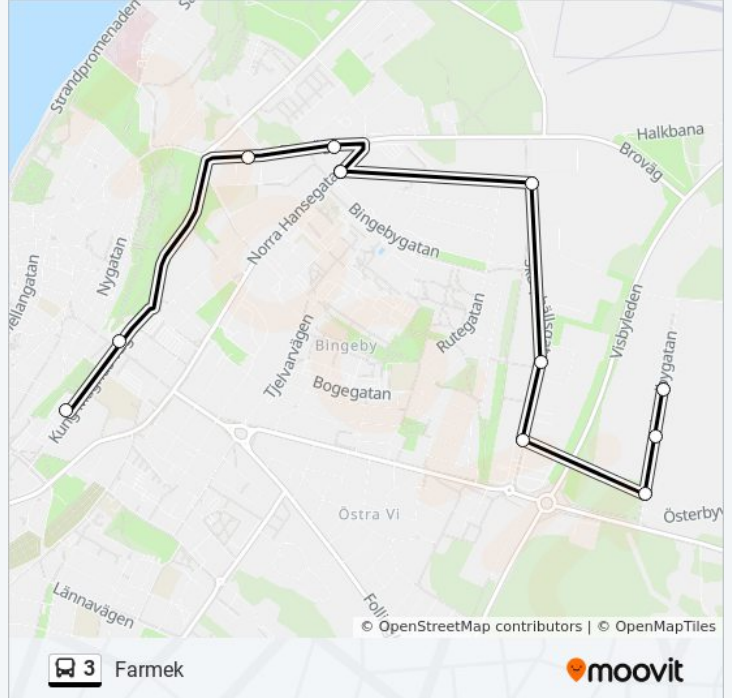 Strandpromenaden
Halkbana
Broväg
Norra Hansegata
Bingebygatan
Nygatan
Visbyleden
Rutegatan
Tjelvarvägen
Bingeby
Bogegatan
Östra Vi
Lännavägen
© OpenStreetMap contributors | © OpenMapTiles
3 Farmek
moovit